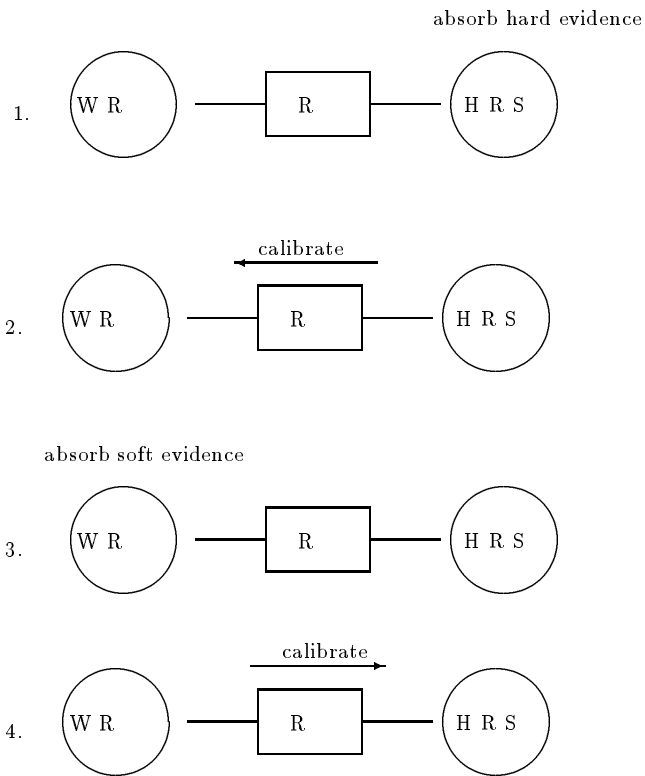 absorb hard evidence
1. W R R H R S
calibrate
2. W R R H R S
absorb soft evidence
3. W R R H R S
calibrate
4. W R R H R S